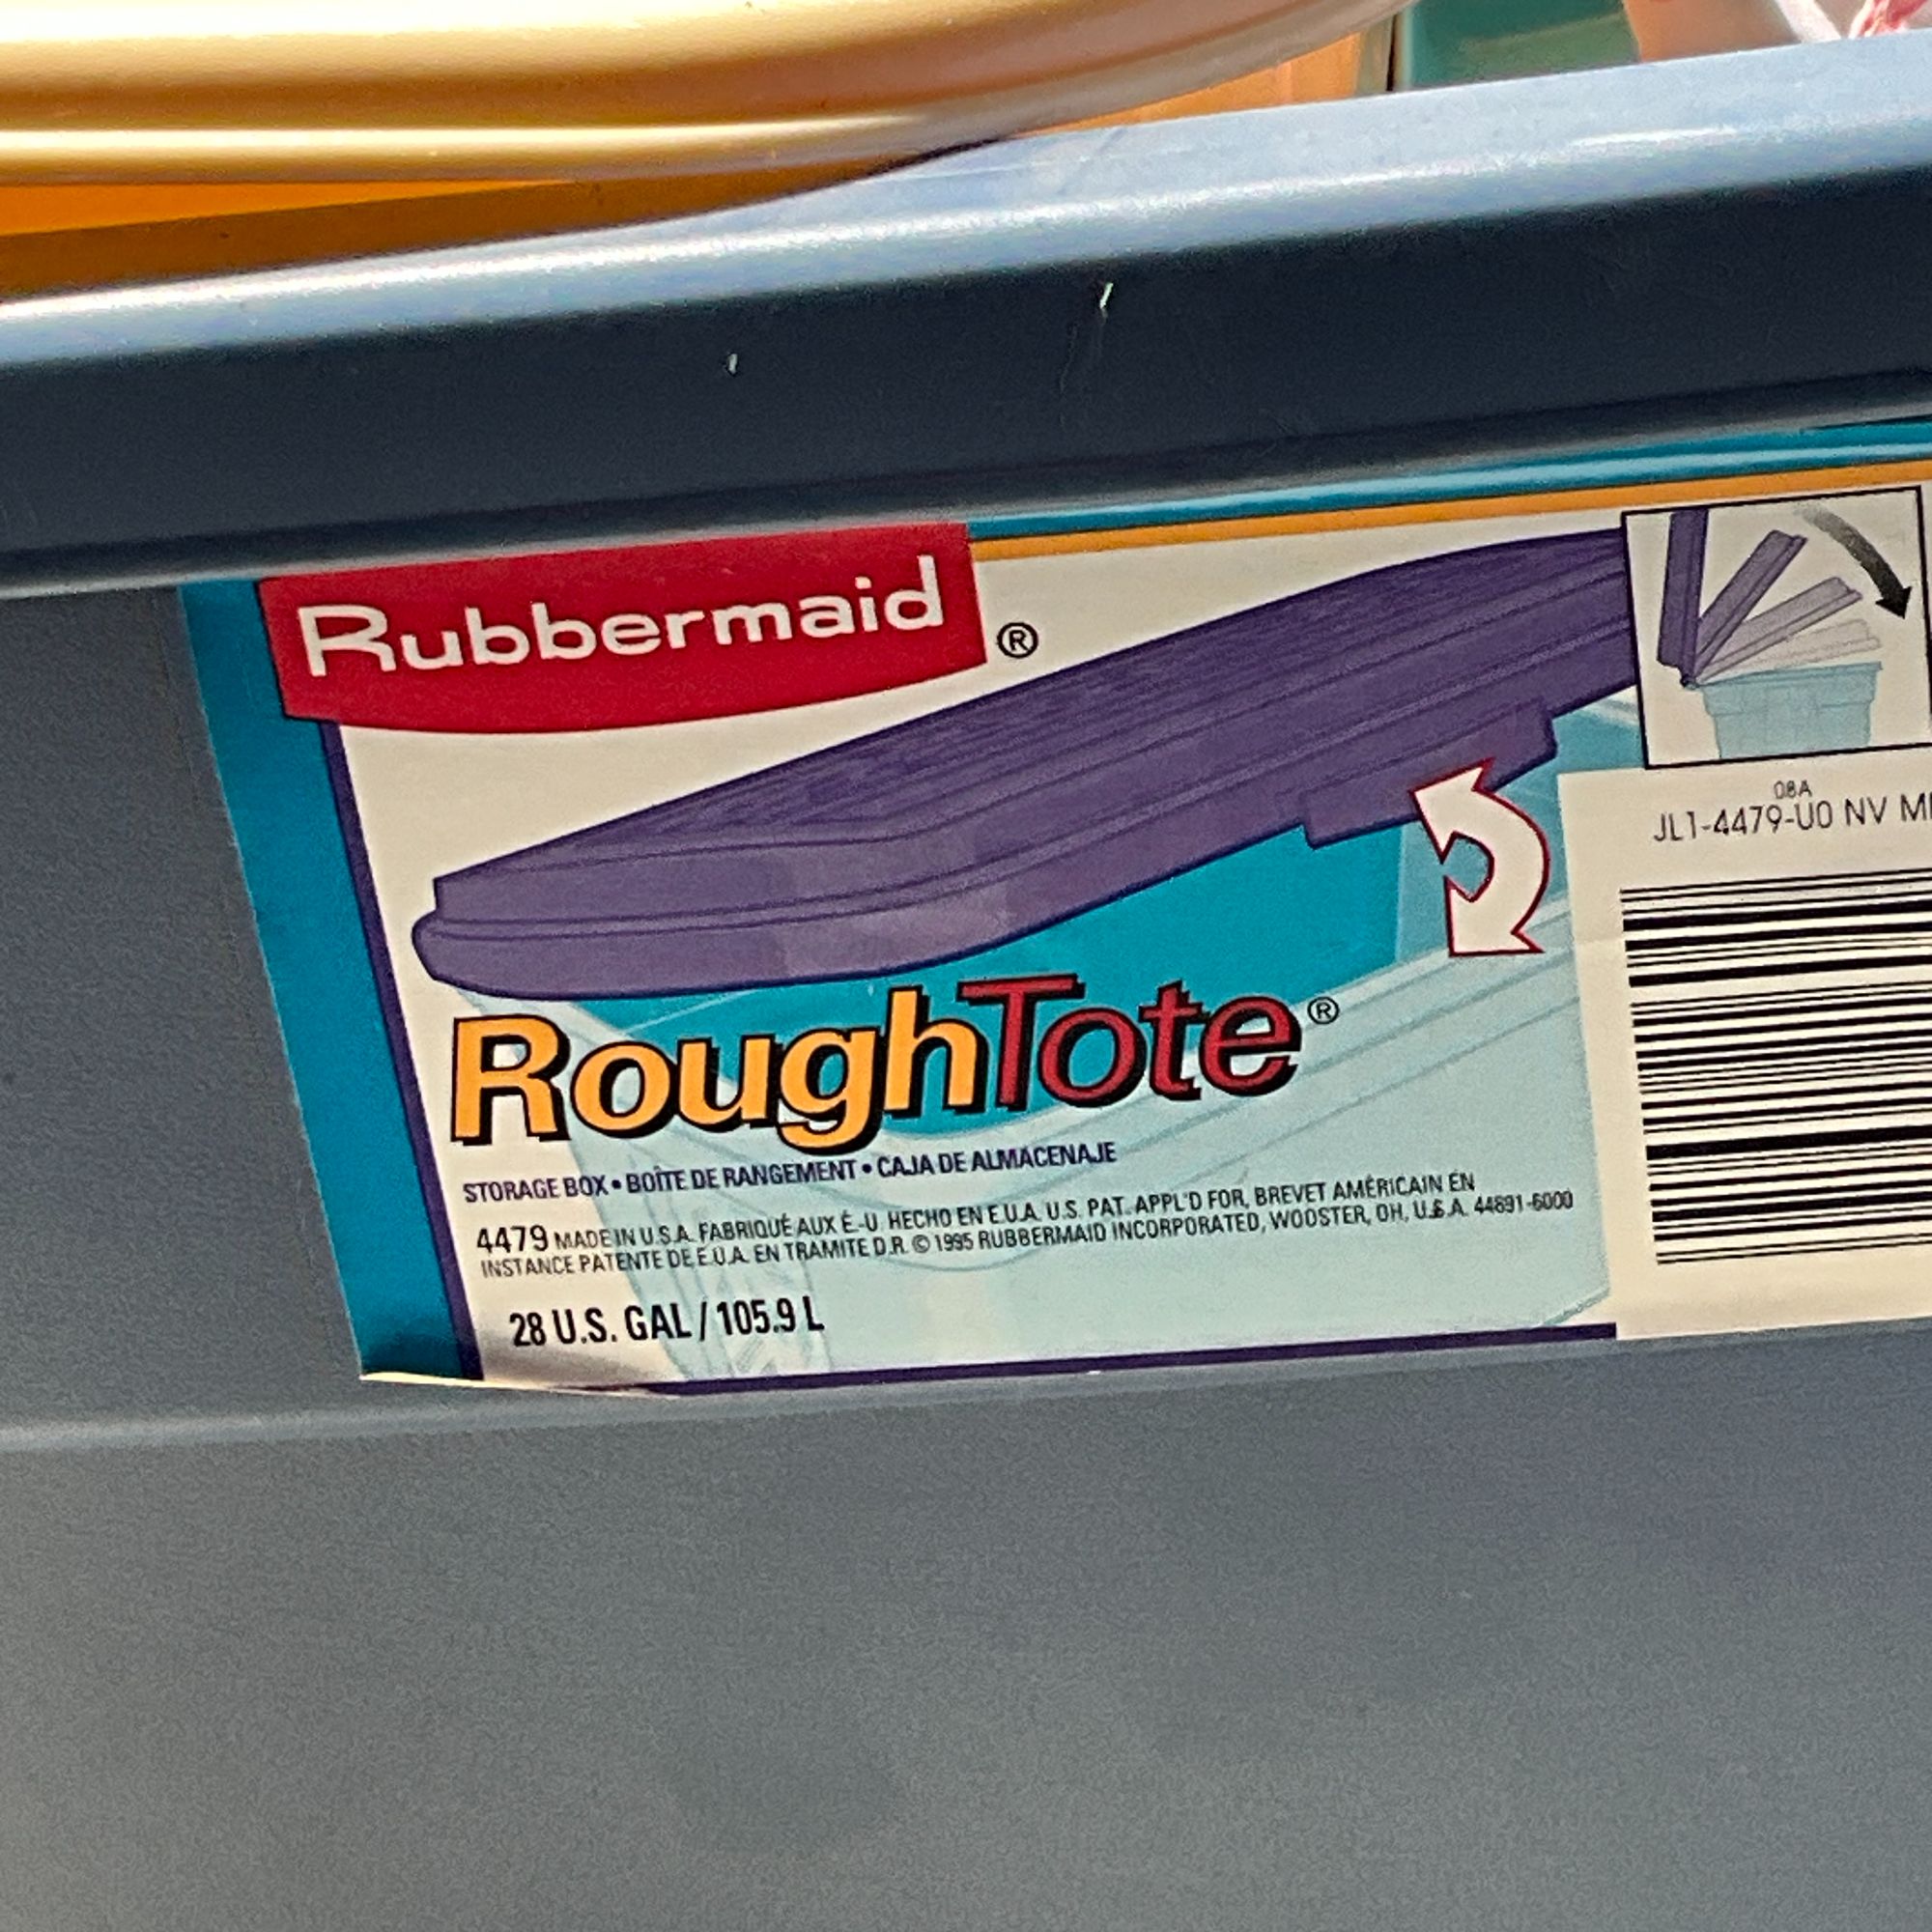 Rubbermaid®
08A
JL1-4479-U0 NV
RoughTote®
STORAGE BOX • BOÎTE DE RANGEMENT • CAJA DE ALMACENAJE
4479 MADE IN U.S.A. FABRIQUÉ AUX É.-U. HECHO EN E.U.A. U.S. PAT. APPL'D FOR, BREVET AMÉRICAIN EN
INSTANCE PATENTE DE E.U.A. EN TRAMITE D.R. © 1995 RUBBERMAID INCORPORATED, WOOSTER, OH, U.S.A. 44691-6000
28 U.S. GAL / 105.9 L